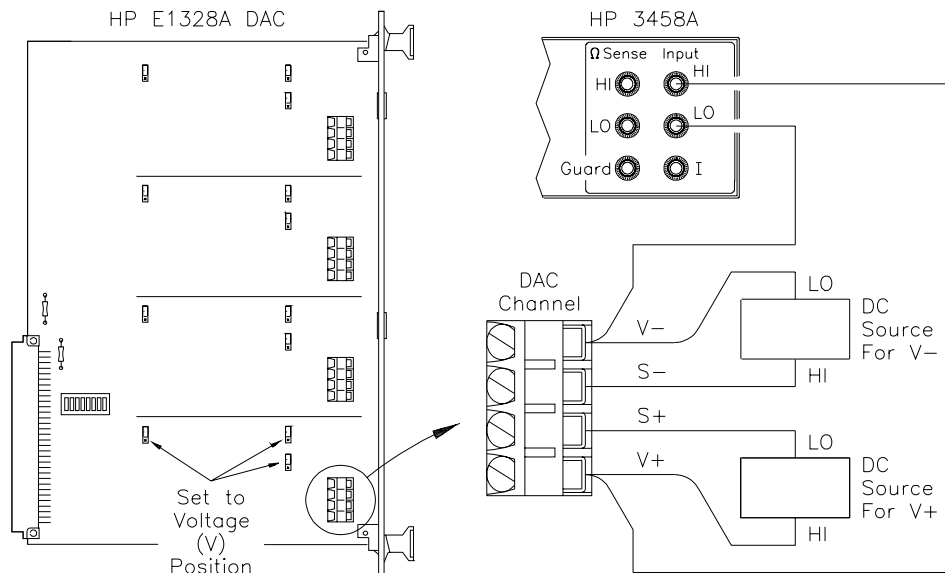 HP E1328A DAC
HP 3458A
Ω Sense Input
HI HI
LO LO
Guard I
DAC
Channel
V–
S–
S+
V+
LO
DC
Source
For V–
HI
LO
DC
Source
For V+
HI
Set to
Voltage
(V)
Position